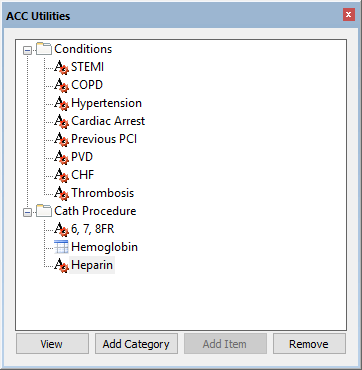 ACC Utilities
Conditions
STEMI
COPD
Hypertension
Cardiac Arrest
Previous PCI
PVD
CHF
Thrombosis
Cath Procedure
6, 7, 8FR
Hemoglobin
Heparin
View Add Category Add Item Remove